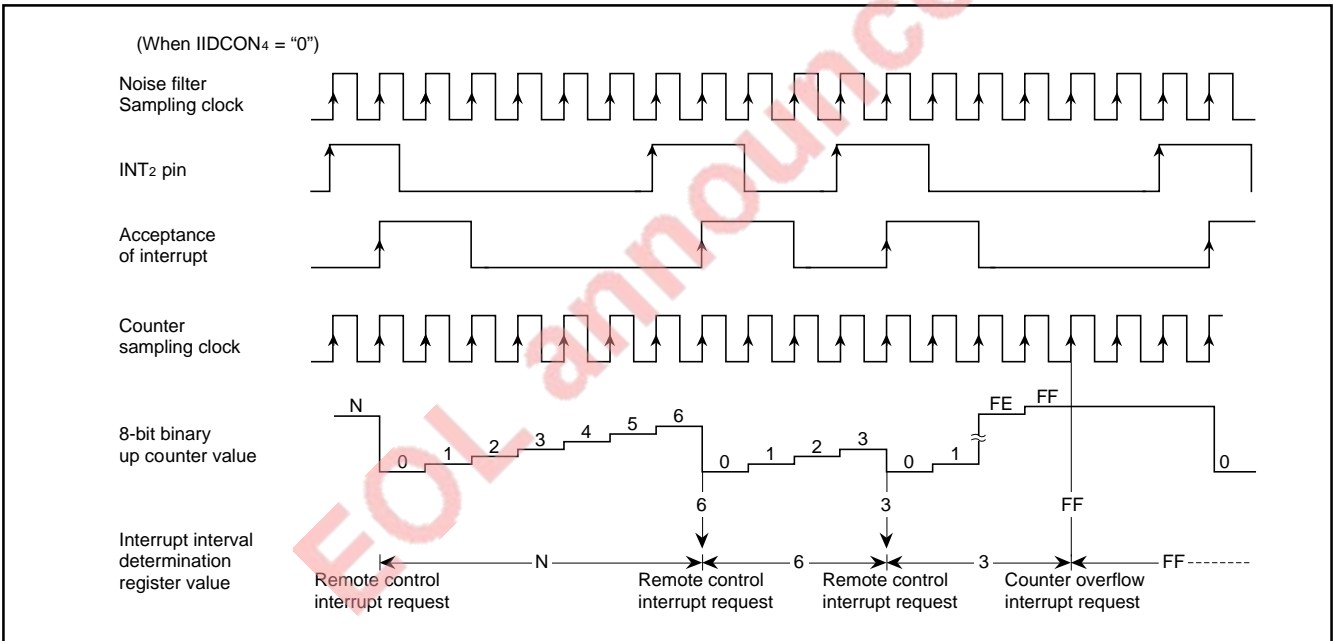 (When IIDCON4 = “0”)
Noise filter
Sampling clock
INT2 pin
Acceptance
of interrupt
Counter
sampling clock
N
FE
FF
6
5
4
3
2
1
0
3
2
1
0
1
0
0
8-bit binary
up counter value
6
3
FF
Interrupt interval
determination
register value
N
6
3
FF
Remote control
interrupt request
Remote control
interrupt request
Remote control
interrupt request
Counter overflow
interrupt request
EOL announc